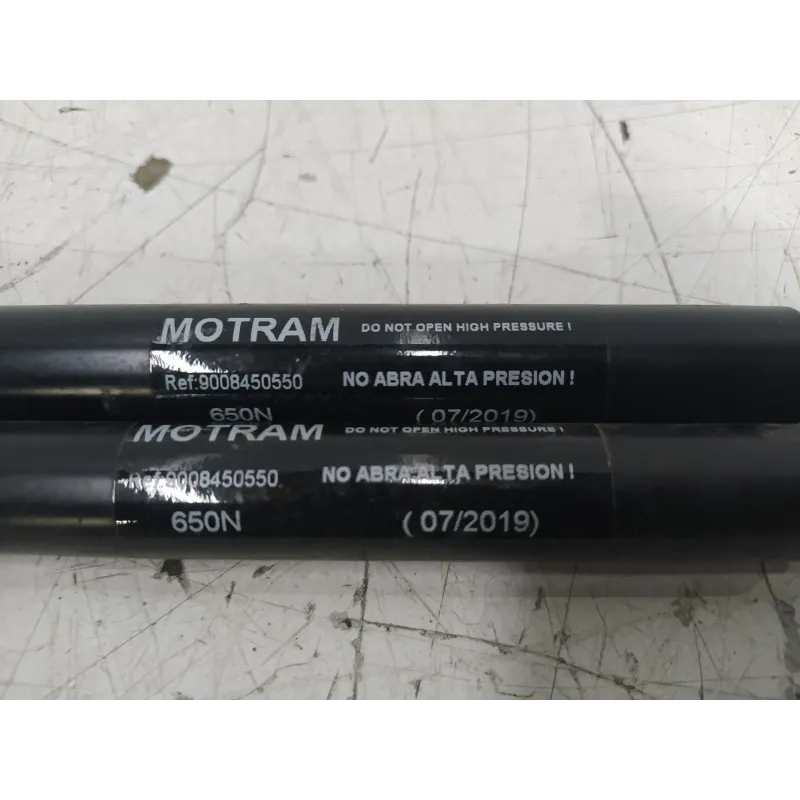 MOTRAM DO NOT OPEN HIGH PRESSURE !
Ref:9008450550 NO ABRA ALTA PRESION !
650N ( 07/2019)
MOTRAM DO NOT OPEN HIGH PRESSURE !
Ref:9008450550 NO ABRA ALTA PRESION !
650N ( 07/2019)